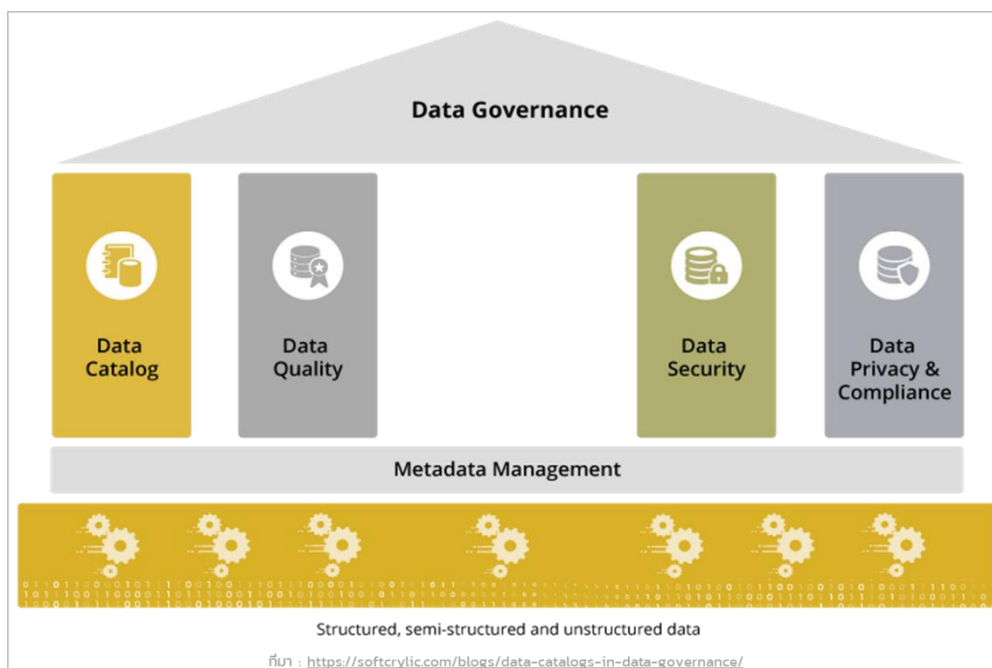 Data Governance
Data
Catalog
Data
Quality
Data
Security
Data
Privacy &
Compliance
Metadata Management
Structured, semi-structured and unstructured data
ที่มา : https://softcrylic.com/blogs/data-catalogs-in-data-governance/